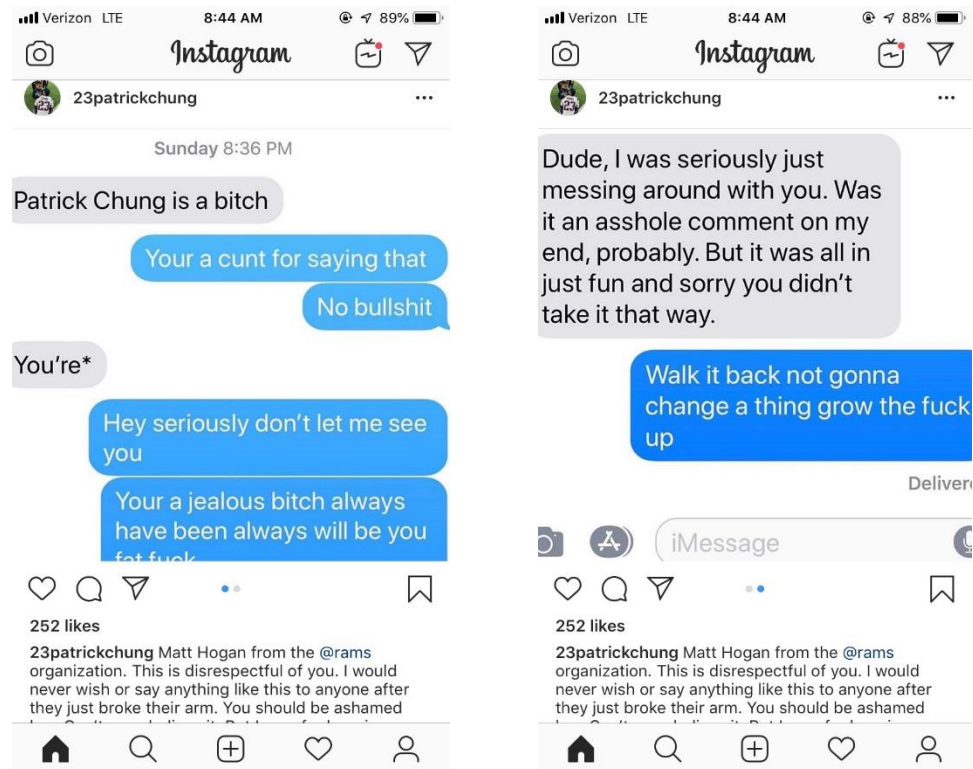 Verizon LTE
8:44 AM
89%
Instagram
23patrickchung
Sunday 8:36 PM
Patrick Chung is a bitch
Your a cunt for saying that
No bullshit
You're*
Hey seriously don't let me see
you
Your a jealous bitch always
have been always will be you
fat fuck
252 likes
23patrickchung Matt Hogan from the @rams
organization. This is disrespectful of you. I would
never wish or say anything like this to anyone after
they just broke their arm. You should be ashamed
Verizon LTE
8:44 AM
88%
Instagram
23patrickchung
Dude, I was seriously just
messing around with you. Was
it an asshole comment on my
end, probably. But it was all in
just fun and sorry you didn't
take it that way.
Walk it back not gonna
change a thing grow the fuck
up
iMessage
252 likes
23patrickchung Matt Hogan from the @rams
organization. This is disrespectful of you. I would
never wish or say anything like this to anyone after
they just broke their arm. You should be ashamed